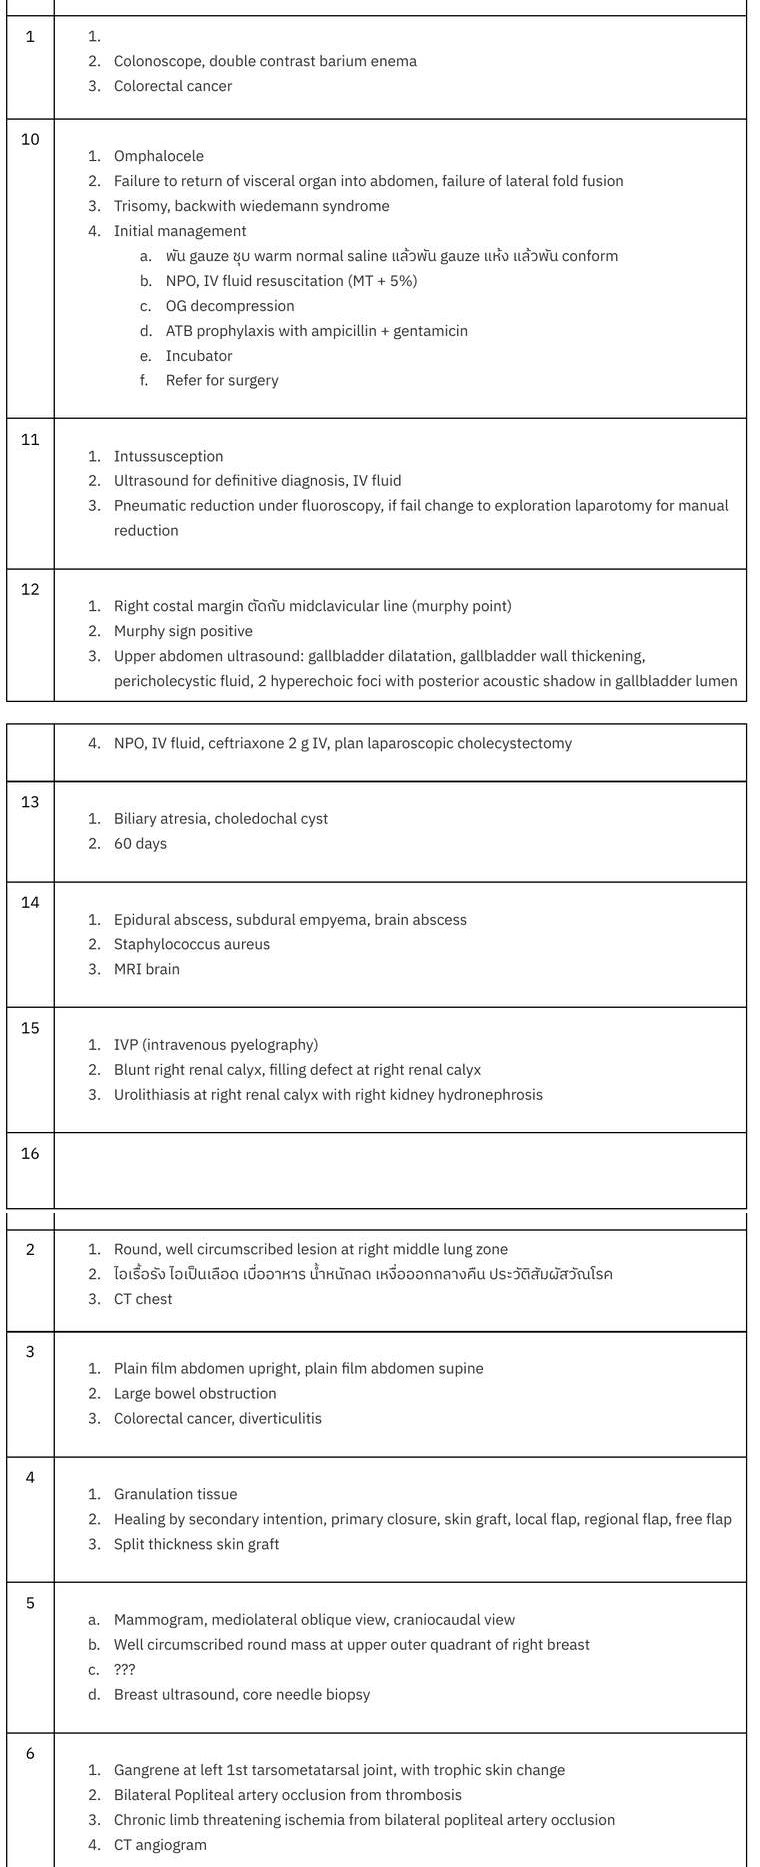 1
1.
2. Colonoscope, double contrast barium enema
3. Colorectal cancer
10
1. Omphalocele
2. Failure to return of visceral organ into abdomen, failure of lateral fold fusion
3. Trisomy, backwith wiedemann syndrome
4. Initial management
a. พัน gauze ชุบ warm normal saline แล้วพัน gauze แห้ง แล้วพัน conform
b. NPO, IV fluid resuscitation (MT + 5%)
c. OG decompression
d. ATB prophylaxis with ampicillin + gentamicin
e. Incubator
f. Refer for surgery
11
1. Intussusception
2. Ultrasound for definitive diagnosis, IV fluid
3. Pneumatic reduction under fluoroscopy, if fail change to exploration laparotomy for manual
reduction
12
1. Right costal margin ตัดกับ midclavicular line (murphy point)
2. Murphy sign positive
3. Upper abdomen ultrasound: gallbladder dilatation, gallbladder wall thickening,
pericholecystic fluid, 2 hyperechoic foci with posterior acoustic shadow in gallbladder lumen
4. NPO, IV fluid, ceftriaxone 2 g IV, plan laparoscopic cholecystectomy
13
1. Biliary atresia, choledochal cyst
2. 60 days
14
1. Epidural abscess, subdural empyema, brain abscess
2. Staphylococcus aureus
3. MRI brain
15
1. IVP (intravenous pyelography)
2. Blunt right renal calyx, filling defect at right renal calyx
3. Urolithiasis at right renal calyx with right kidney hydronephrosis
16
2
1. Round, well circumscribed lesion at right middle lung zone
2. ไอเรื้อรัง ไอเป็นเลือด เบื่ออาหาร น้ำหนักลด เหงื่อออกกลางคืน ประวัติสัมผัสวัณโรค
3. CT chest
3
1. Plain film abdomen upright, plain film abdomen supine
2. Large bowel obstruction
3. Colorectal cancer, diverticulitis
4
1. Granulation tissue
2. Healing by secondary intention, primary closure, skin graft, local flap, regional flap, free flap
3. Split thickness skin graft
5
a. Mammogram, mediolateral oblique view, craniocaudal view
b. Well circumscribed round mass at upper outer quadrant of right breast
c. ???
d. Breast ultrasound, core needle biopsy
6
1. Gangrene at left 1st tarsometatarsal joint, with trophic skin change
2. Bilateral Popliteal artery occlusion from thrombosis
3. Chronic limb threatening ischemia from bilateral popliteal artery occlusion
4. CT angiogram